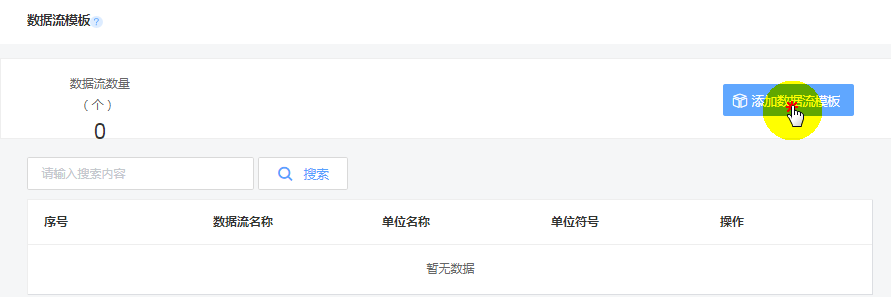 数据流模板?
数据流数量
（个）
0
添加数据流模板
请输入搜索内容
搜索
序号 数据流名称 单位名称 单位符号 操作
暂无数据